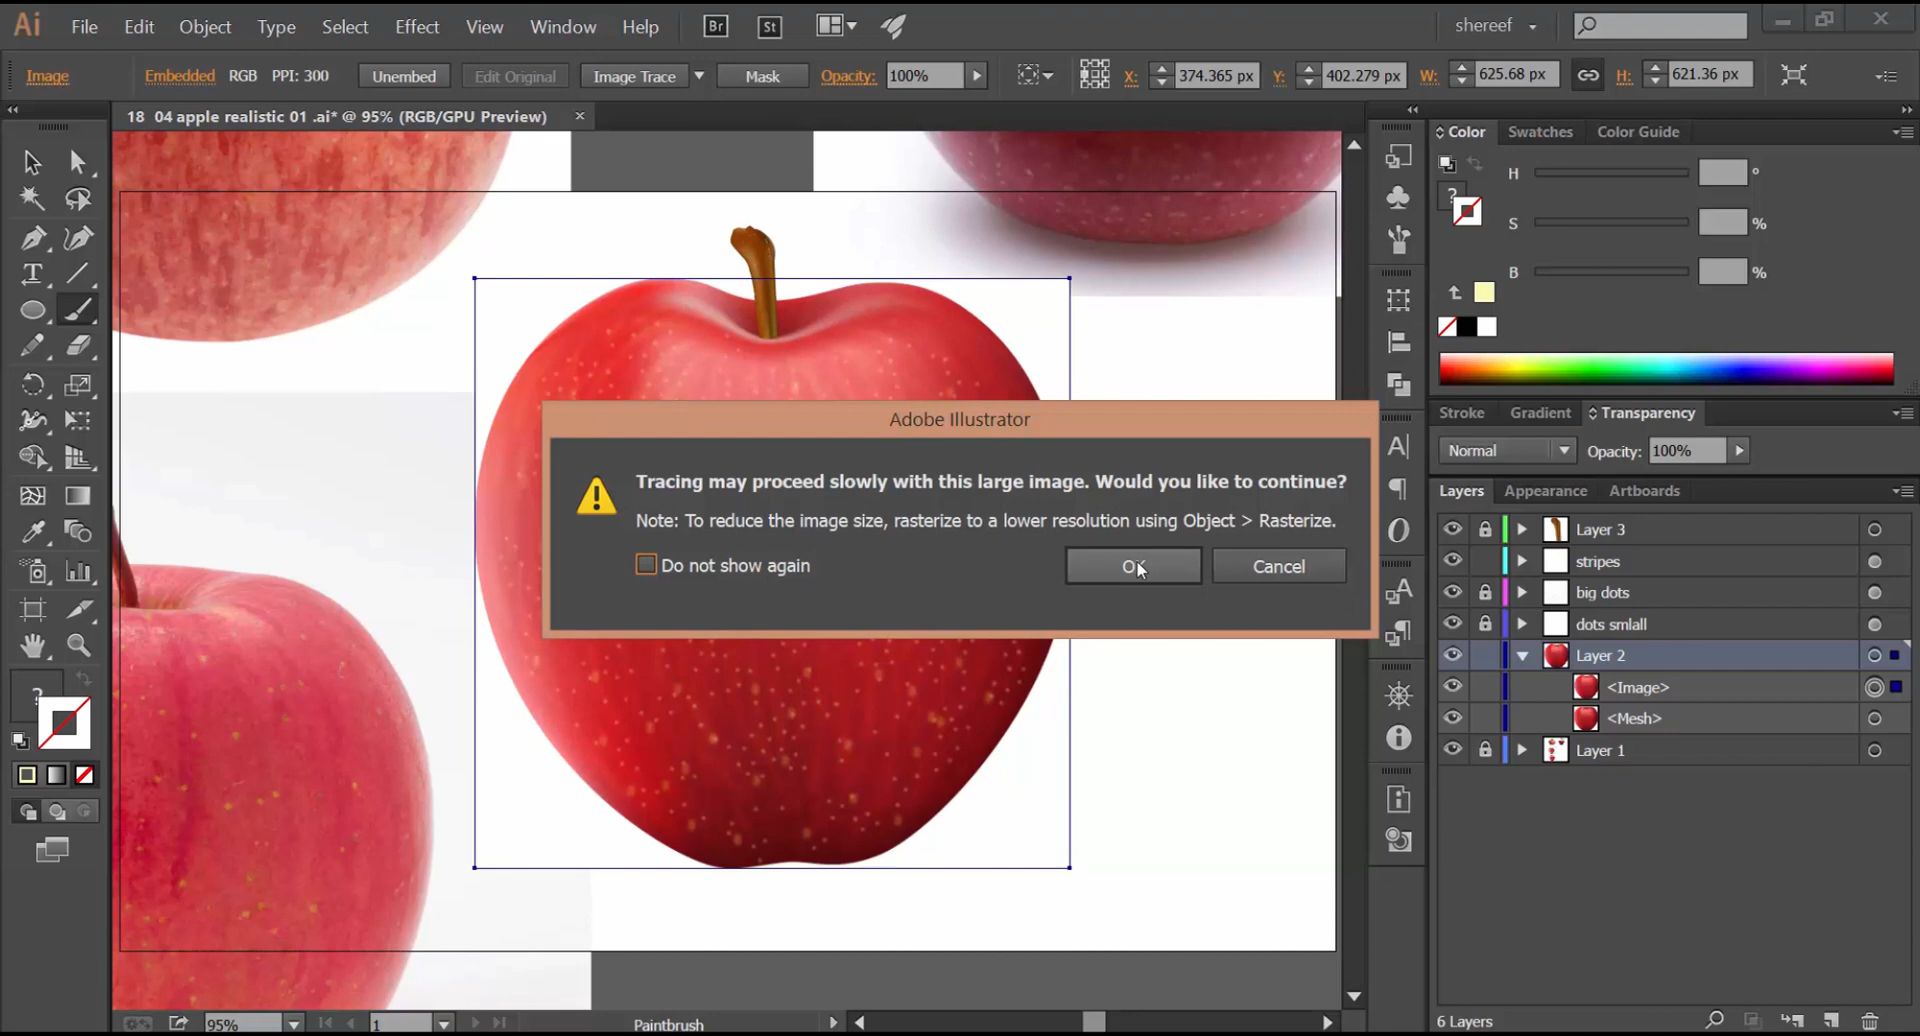 Ai File Edit Object Type Select Effect View Window Help Br St shereef
Image Embedded RGB PPI: 300 Unembed Edit Original Image Trace Mask Opacity: 100% X: 374.365 px Y: 402.279 px W: 625.68 px H: 621.36 px
18 04 apple realistic 01 .ai* @ 95% (RGB/GPU Preview)
Color Swatches Color Guide
H °
S %
B %
Stroke Gradient Transparency
Normal Opacity: 100%
Layers Appearance Artboards
Layer 3
stripes
big dots
dots smlall
Layer 2
<Image>
<Mesh>
Layer 1
6 Layers
Adobe Illustrator
Tracing may proceed slowly with this large image. Would you like to continue?
Note: To reduce the image size, rasterize to a lower resolution using Object > Rasterize.
Do not show again
OK Cancel
95% 1 Paintbrush